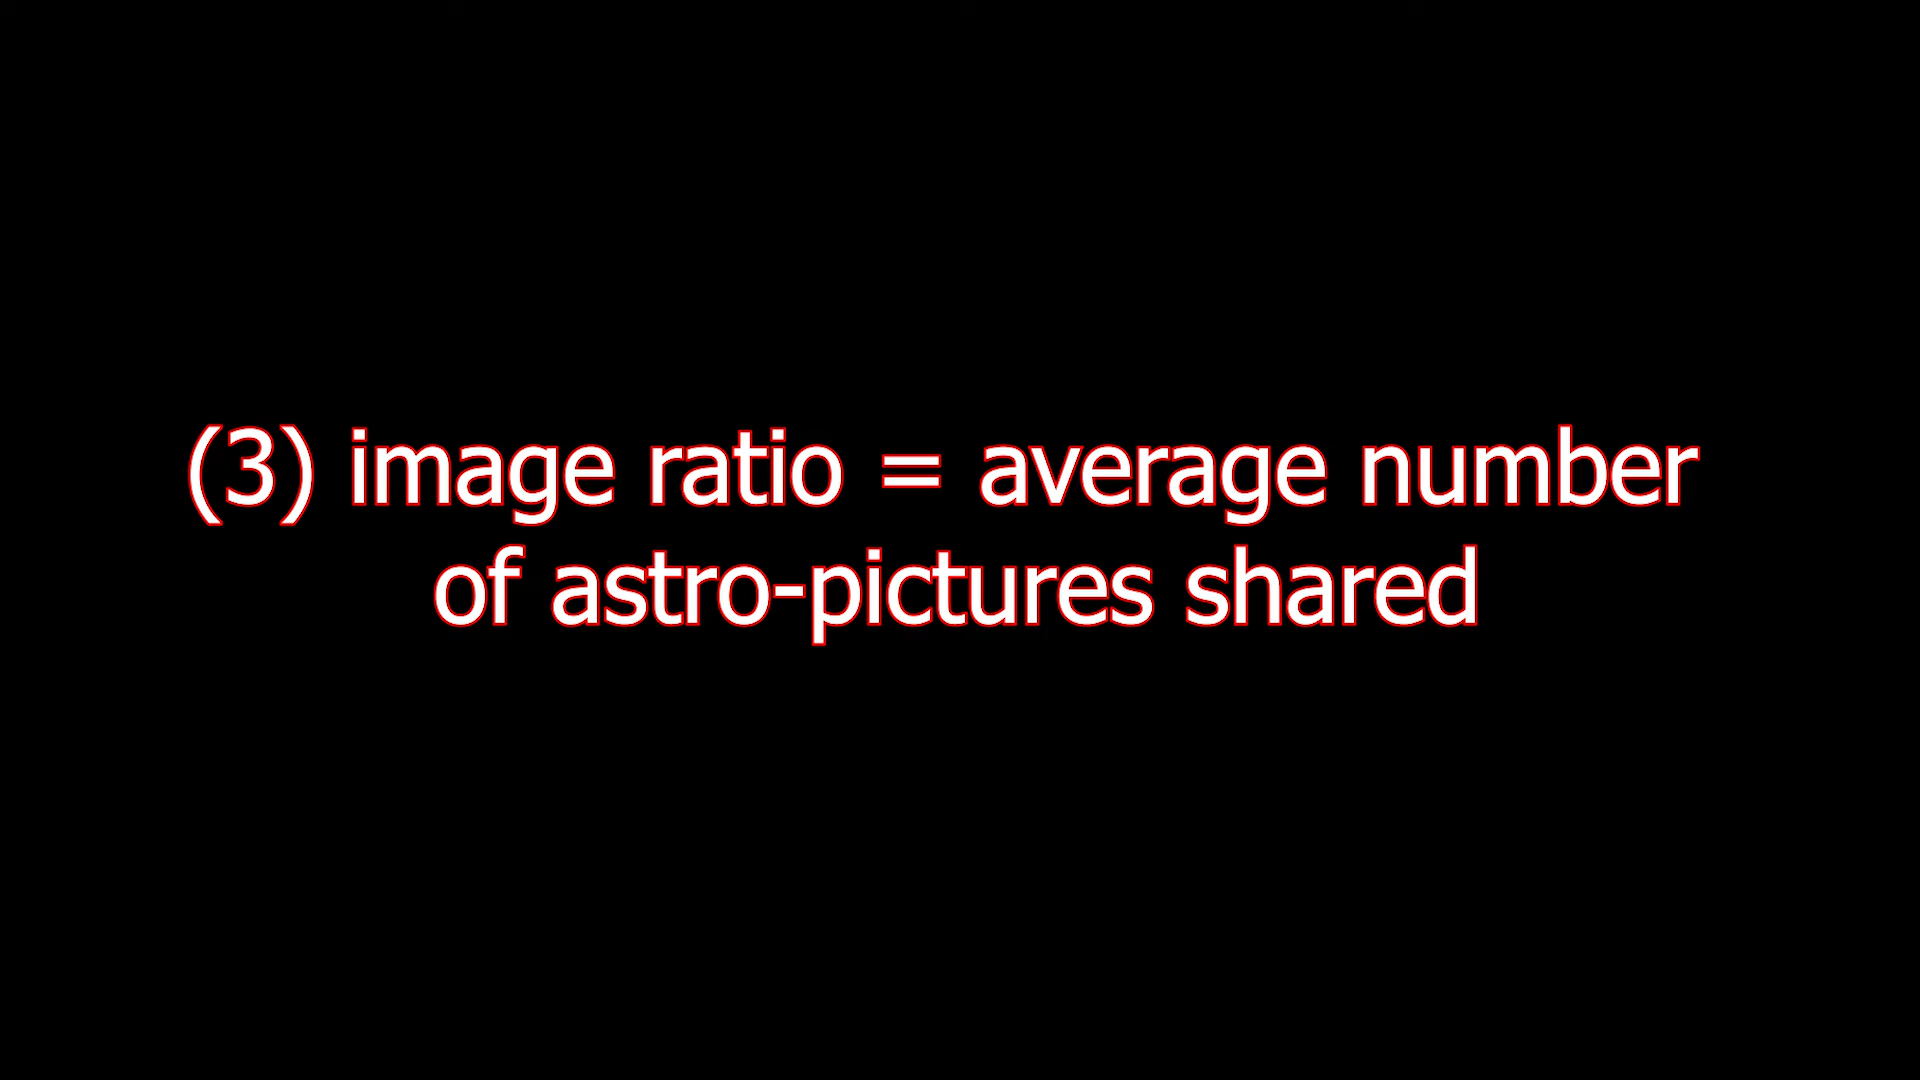 (3) image ratio = average number
of astro-pictures shared